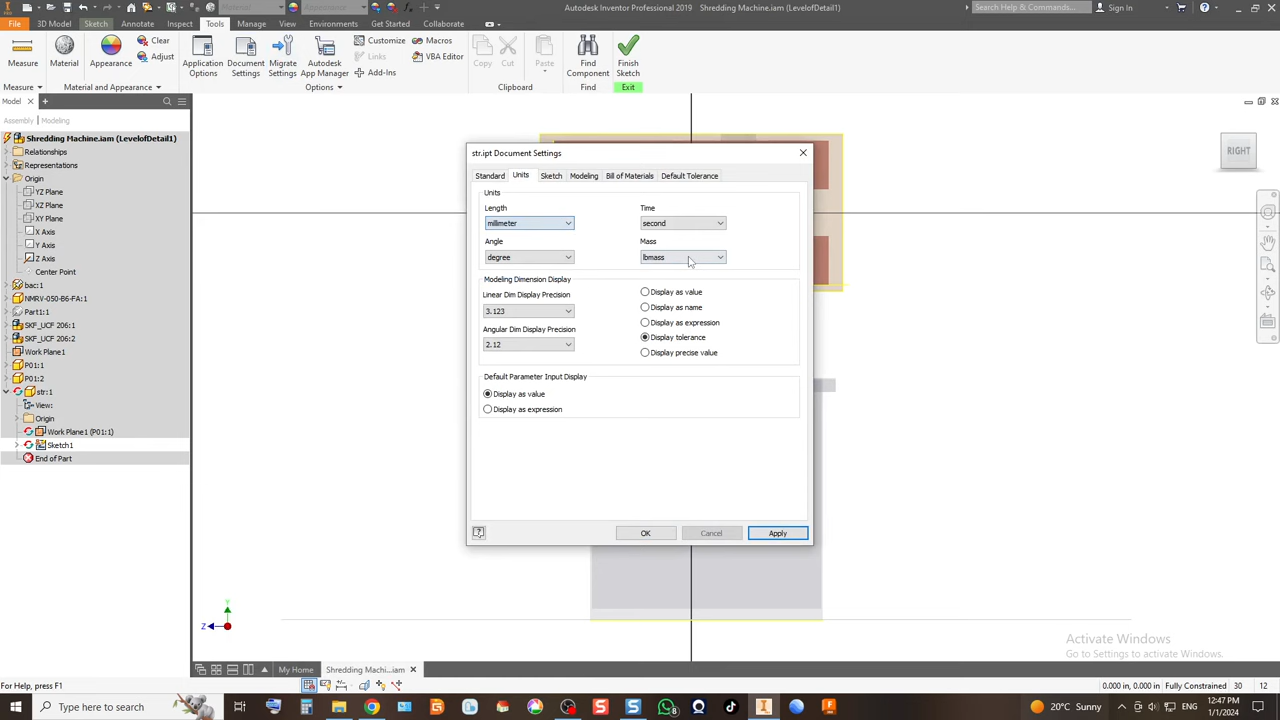 Autodesk Inventor Professional 2019 Shredding Machine.iam (LevelofDetail1)
Search Help & Commands...
Sign In
File Sketch Annotate Inspect Tools Manage View Environments Get Started Collaborate
Measure
Material
Appearance
Clear
Adjust
Application
Options
Document
Settings
Migrate
Settings
Autodesk
App Manager
Customize
Links
Add-Ins
Macros
VBA Editor
Copy
Cut
Paste
Find
Component
Finish
Sketch
Measure Material and Appearance Options Clipboard Find Exit
Model
Assembly Modeling
Shredding Machine.iam (LevelofDetail1)
Relationships
Representations
Origin
YZ Plane
XZ Plane
XY Plane
X Axis
Y Axis
Z Axis
Center Point
bac:1
NMRV-050-B6-FA:1
Part1:1
SKF_UCF 206:1
SKF_UCF 206:2
Work Plane1
P01:1
P01:2
str:1
View:
Origin
Work Plane1 (P01:1)
Sketch1
End of Part
RIGHT
str.ipt Document Settings
Standard Units Sketch Modeling Bill of Materials Default Tolerance
Units
Length
millimeter
Time
second
Angle
degree
Mass
lbmass
Modeling Dimension Display
Linear Dim Display Precision
3.123
Angular Dim Display Precision
2.12
Display as value
Display as name
Display as expression
Display tolerance
Display precise value
Default Parameter Input Display
Display as value
Display as expression
OK Cancel Apply
Y
Z
Activate Windows
Go to Settings to activate Windows.
My Home Shredding Machi...iam
For Help, press F1
0.000 in, 0.000 in Fully Constrained 30 12
Type here to search
20°C Sunny
ENG
12:47 PM
1/1/2024